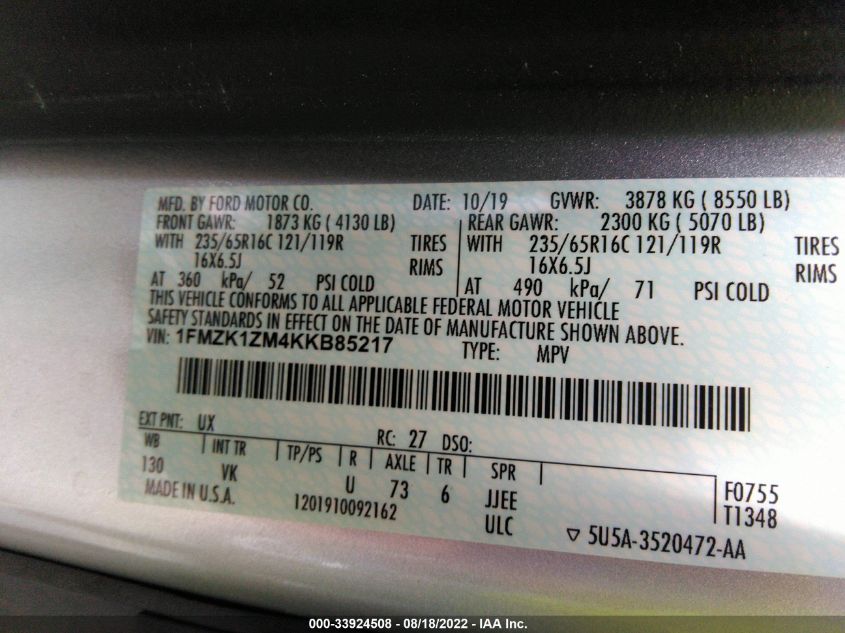 MFD. BY FORD MOTOR CO. DATE: 10/19 GVWR: 3878 KG ( 8550 LB)
FRONT GAWR: 1873 KG ( 4130 LB) REAR GAWR: 2300 KG ( 5070 LB)
WITH 235/65R16C 121/119R TIRES WITH 235/65R16C 121/119R TIRES
16X6.5J RIMS 16X6.5J RIMS
AT 360 kPa/ 52 PSI COLD AT 490 kPa/ 71 PSI COLD
THIS VEHICLE CONFORMS TO ALL APPLICABLE FEDERAL MOTOR VEHICLE
SAFETY STANDARDS IN EFFECT ON THE DATE OF MANUFACTURE SHOWN ABOVE.
VIN: 1FMZK1ZM4KKB85217 TYPE: MPV
EXT PNT: UX RC: 27 DSO:
WB INT TR TP/PS R AXLE TR SPR
130 VK U 73 6 JJEE F0755
MADE IN U.S.A. 1201910092162 ULC T1348
5U5A-3520472-AA
000-33924508 - 08/18/2022 - IAA Inc.